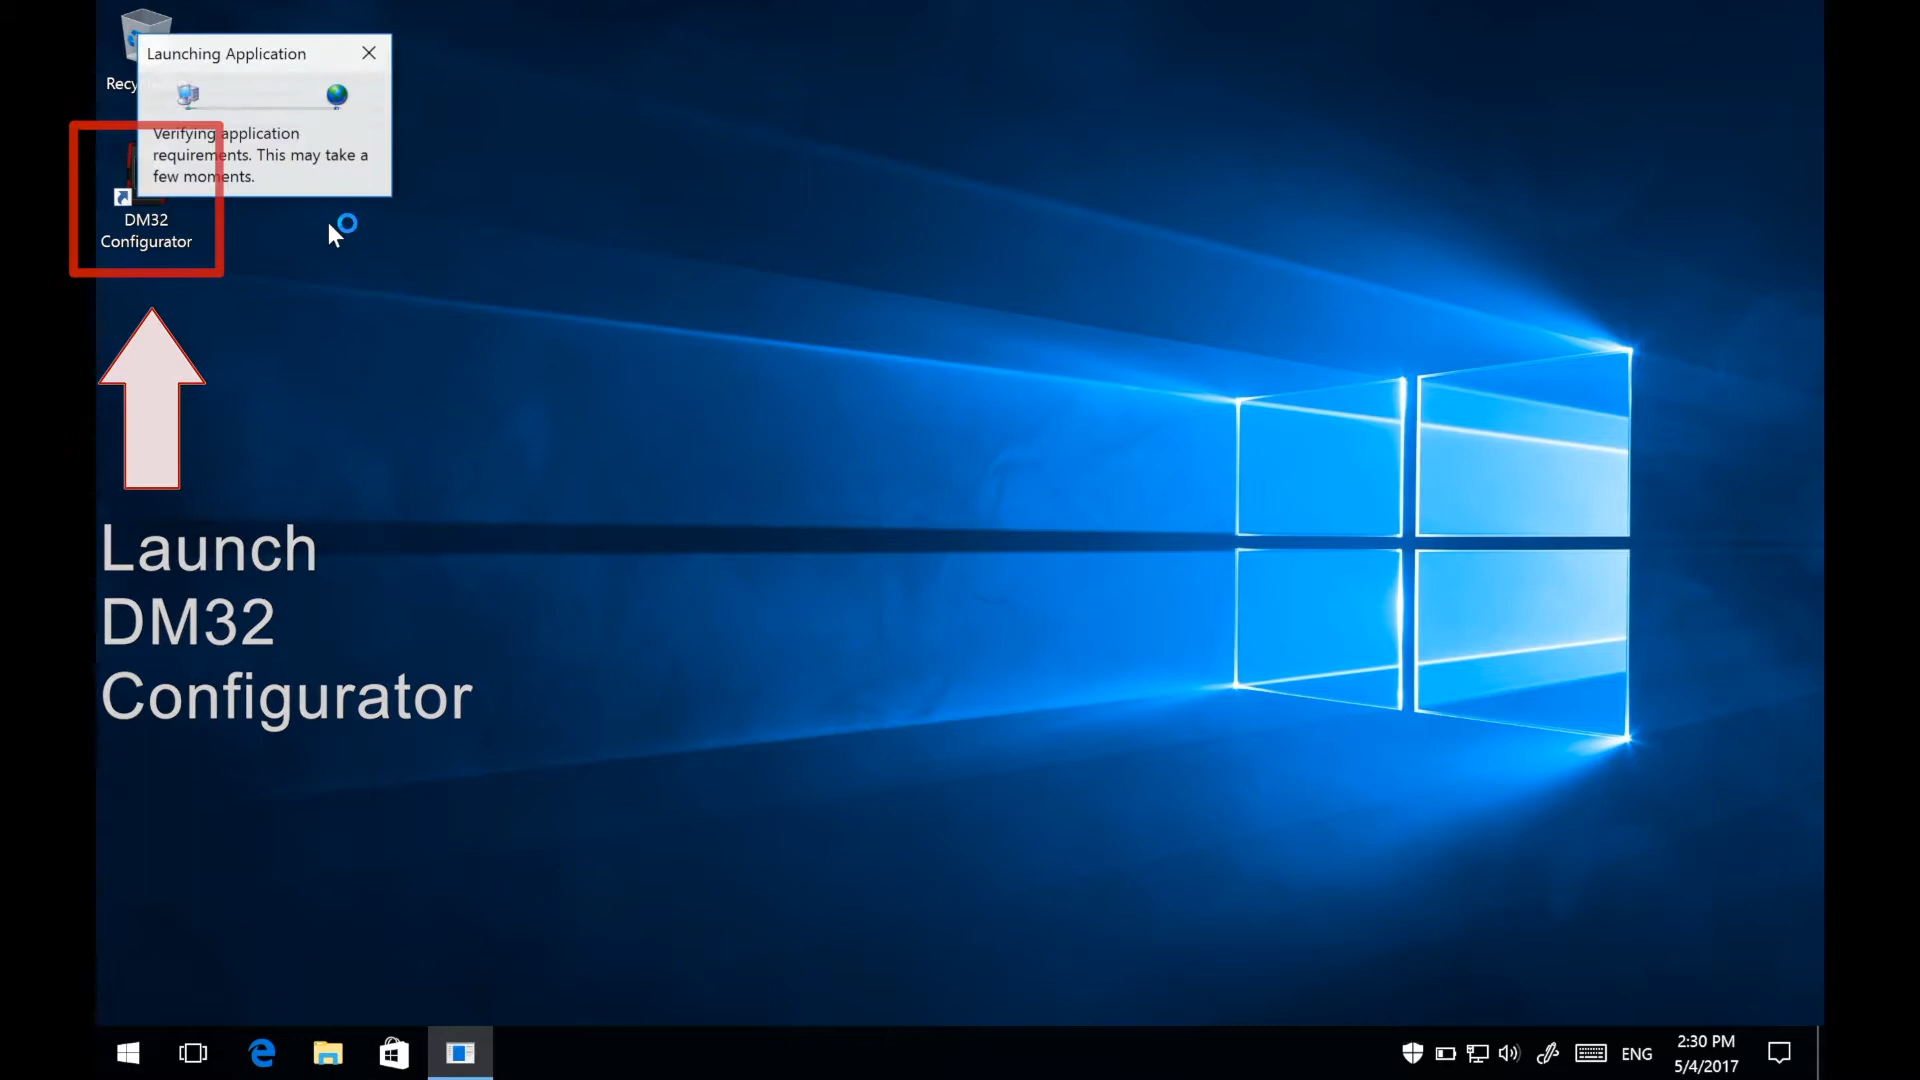 Launching Application
Recy
Verifying application
requirements. This may take a
few moments.
DM32
Configurator
Launch
DM32
Configurator
ENG
2:30 PM
5/4/2017